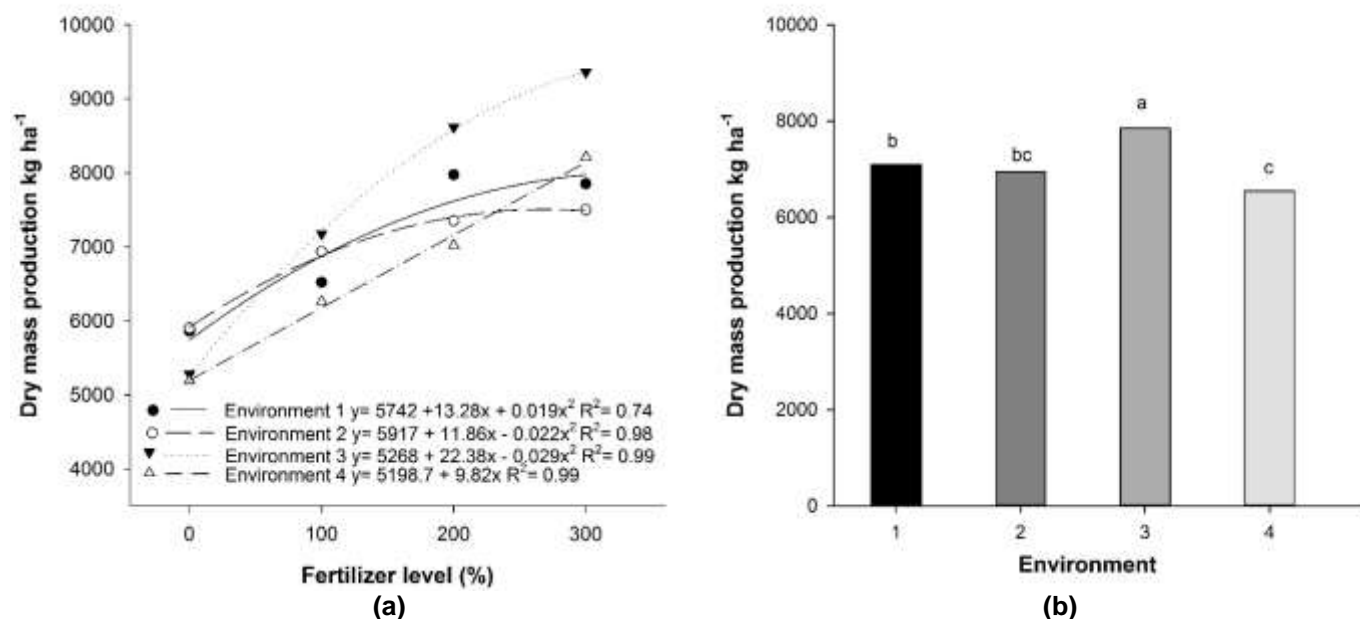 10000
9000
8000
7000
6000
5000
4000
Dry mass production kg ha⁻¹
Environment 1 y= 5742 +13.28x + 0.019x² R²= 0.74
Environment 2 y= 5917 + 11.86x - 0.022x² R²= 0.98
Environment 3 y= 5268 + 22.38x - 0.029x² R²= 0.99
Environment 4 y= 5198.7 + 9.82x R²= 0.99
0 100 200 300
Fertilizer level (%)
(a)
10000
8000
6000
4000
2000
0
Dry mass production kg ha⁻¹
b bc a c
1 2 3 4
Environment
(b)